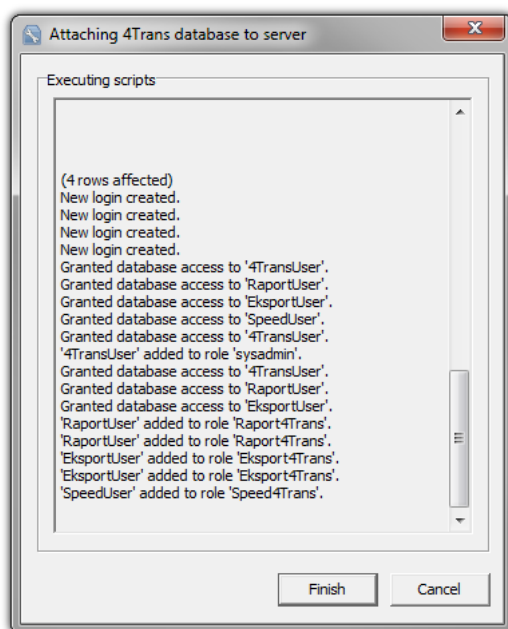 Attaching 4Trans database to server
Executing scripts
(4 rows affected)
New login created.
New login created.
New login created.
New login created.
Granted database access to '4TransUser'.
Granted database access to 'RaportUser'.
Granted database access to 'EksportUser'.
Granted database access to 'SpeedUser'.
Granted database access to '4TransUser'.
'4TransUser' added to role 'sysadmin'.
Granted database access to '4TransUser'.
Granted database access to 'RaportUser'.
Granted database access to 'EksportUser'.
'RaportUser' added to role 'Raport4Trans'.
'RaportUser' added to role 'Raport4Trans'.
'EksportUser' added to role 'Eksport4Trans'.
'EksportUser' added to role 'Eksport4Trans'.
'SpeedUser' added to role 'Speed4Trans'.
Finish Cancel